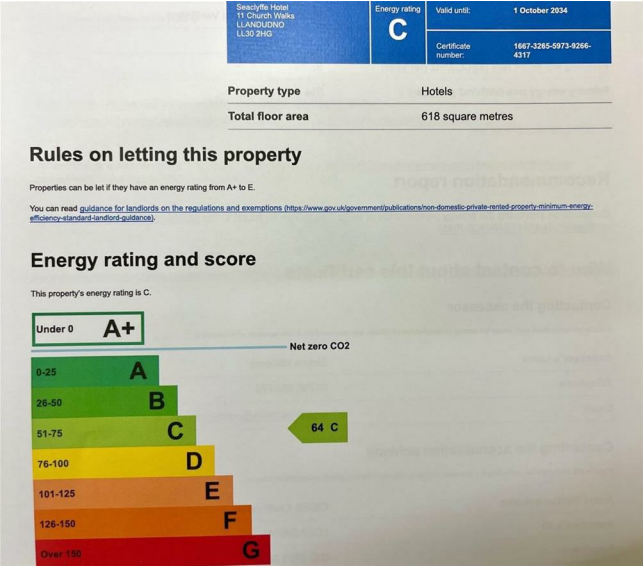 Seaclyffe Hotel
11 Church Walks
LLANDUDNO
LL30 2HG
Energy rating
C
Valid until:
1 October 2034
Certificate
number:
1667-3265-5973-9266-
4317
Property type
Hotels
Total floor area
618 square metres
Rules on letting this property
Properties can be let if they have an energy rating from A+ to E.
You can read guidance for landlords on the regulations and exemptions (https://www.gov.uk/government/publications/non-domestic-private-rented-property-minimum-energy-
efficiency-standard-landlord-guidance).
Energy rating and score
This property's energy rating is C.
Under 0 A+
Net zero CO2
0-25 A
26-50 B
51-75 C
64 C
76-100 D
101-125 E
126-150 F
Over 150 G